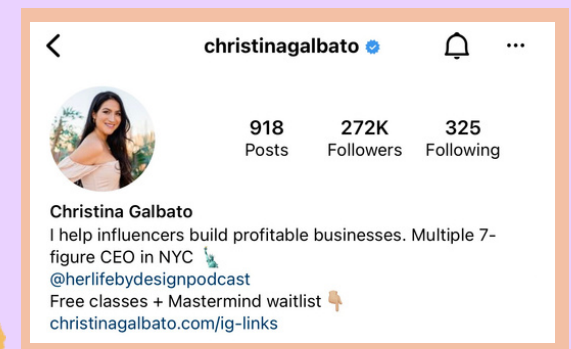 christinagalbato
918 272K 325
Posts Followers Following
Christina Galbato
I help influencers build profitable businesses. Multiple 7-
figure CEO in NYC 🗽
@herlifebydesignpodcast
Free classes + Mastermind waitlist 👇🏼
christinagalbato.com/ig-links